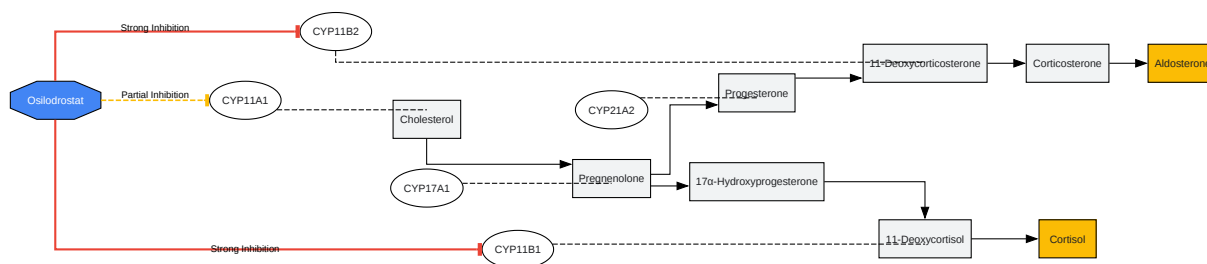 Strong Inhibition
CYP11B2
11-Deoxycorticosterone
Corticosterone
Aldosterone
Osilodrostat
Partial Inhibition
CYP11A1
Cholesterol
CYP21A2
Progesterone
CYP17A1
Pregnenolone
17α-Hydroxyprogesterone
Strong Inhibition
CYP11B1
11-Deoxycortisol
Cortisol